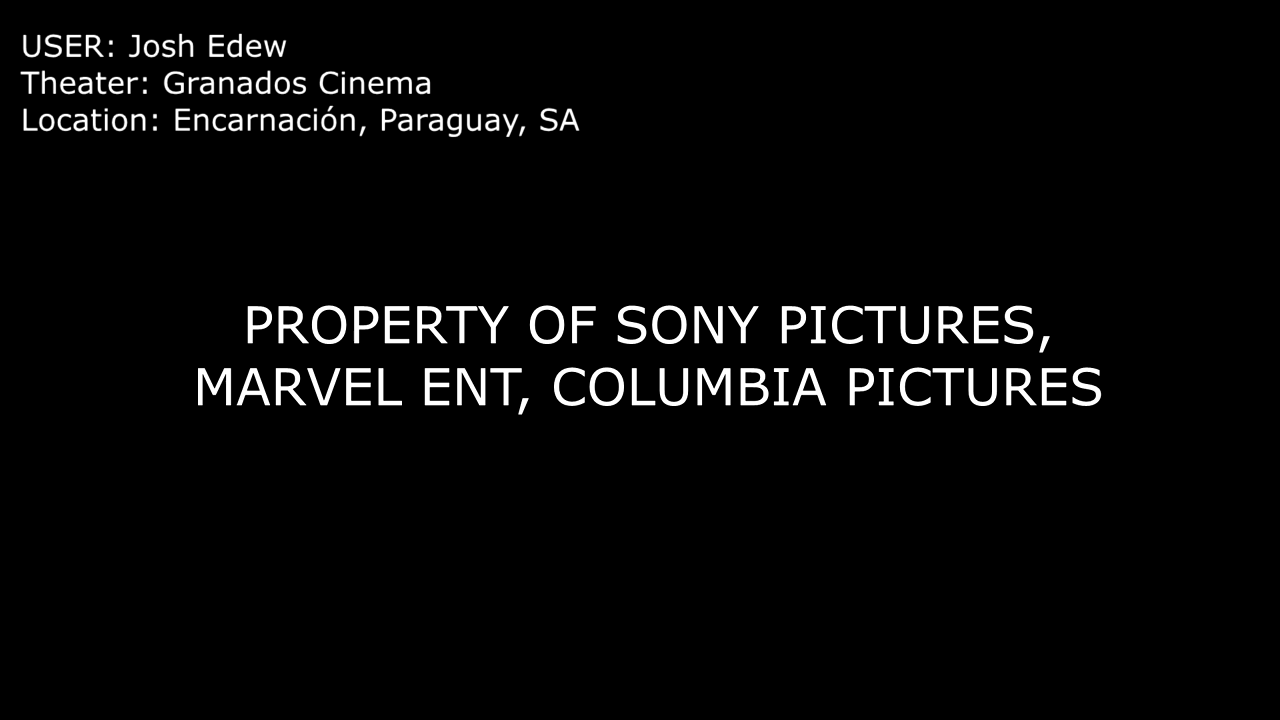 USER: Josh Edew
Theater: Granados Cinema
Location: Encarnación, Paraguay, SA
PROPERTY OF SONY PICTURES,
MARVEL ENT, COLUMBIA PICTURES